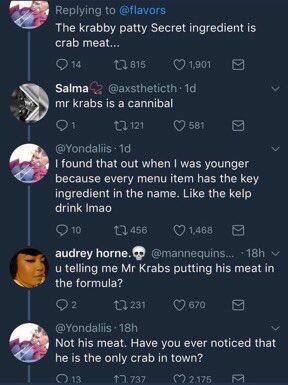 Replying to @flavors
The krabby patty Secret ingredient is
crab meat...
14 815 1,901
Salma @axstheticth · 1d
mr krabs is a cannibal
1 121 581
@Yondaliis · 1d
I found that out when I was younger
because every menu item has the key
ingredient in the name. Like the kelp
drink lmao
10 456 1,468
audrey horne.💀 @mannequins... · 18h
u telling me Mr Krabs putting his meat in
the formula?
2 231 670
@Yondaliis · 18h
Not his meat. Have you ever noticed that
he is the only crab in town?
13 737 2,175